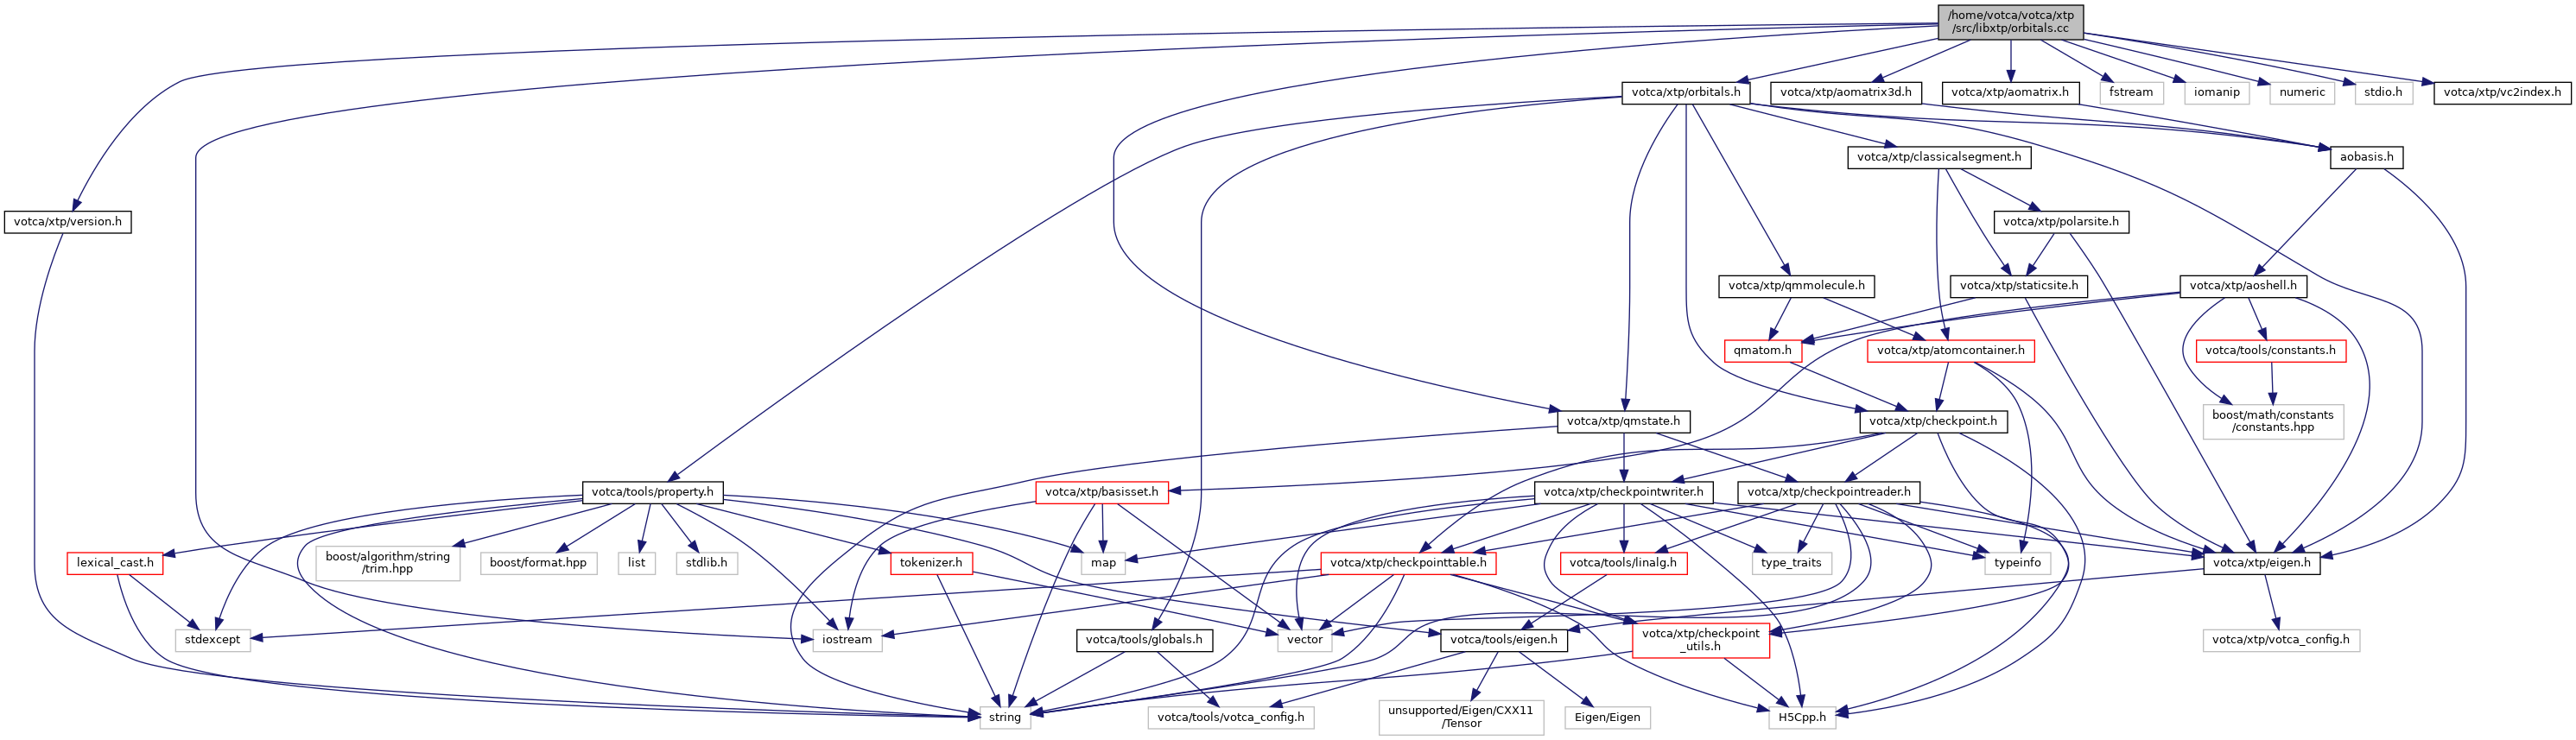 /home/votca/votca/xtp
/src/libxtp/orbitals.cc
votca/xtp/orbitals.h
votca/xtp/aomatrix3d.h
votca/xtp/aomatrix.h
fstream
iomanip
numeric
stdio.h
votca/xtp/vc2index.h
votca/xtp/classicalsegment.h
aobasis.h
votca/xtp/version.h
votca/xtp/polarsite.h
votca/xtp/qmmolecule.h
votca/xtp/staticsite.h
votca/xtp/aoshell.h
qmatom.h
votca/xtp/atomcontainer.h
votca/tools/constants.h
votca/xtp/qmstate.h
votca/xtp/checkpoint.h
boost/math/constants
/constants.hpp
votca/tools/property.h
votca/xtp/basisset.h
votca/xtp/checkpointwriter.h
votca/xtp/checkpointreader.h
lexical_cast.h
boost/algorithm/string
/trim.hpp
boost/format.hpp
list
stdlib.h
tokenizer.h
map
votca/xtp/checkpointtable.h
votca/tools/linalg.h
type_traits
typeinfo
votca/xtp/eigen.h
stdexcept
iostream
votca/tools/globals.h
vector
votca/tools/eigen.h
votca/xtp/checkpoint
_utils.h
votca/xtp/votca_config.h
string
votca/tools/votca_config.h
unsupported/Eigen/CXX11
/Tensor
Eigen/Eigen
H5Cpp.h